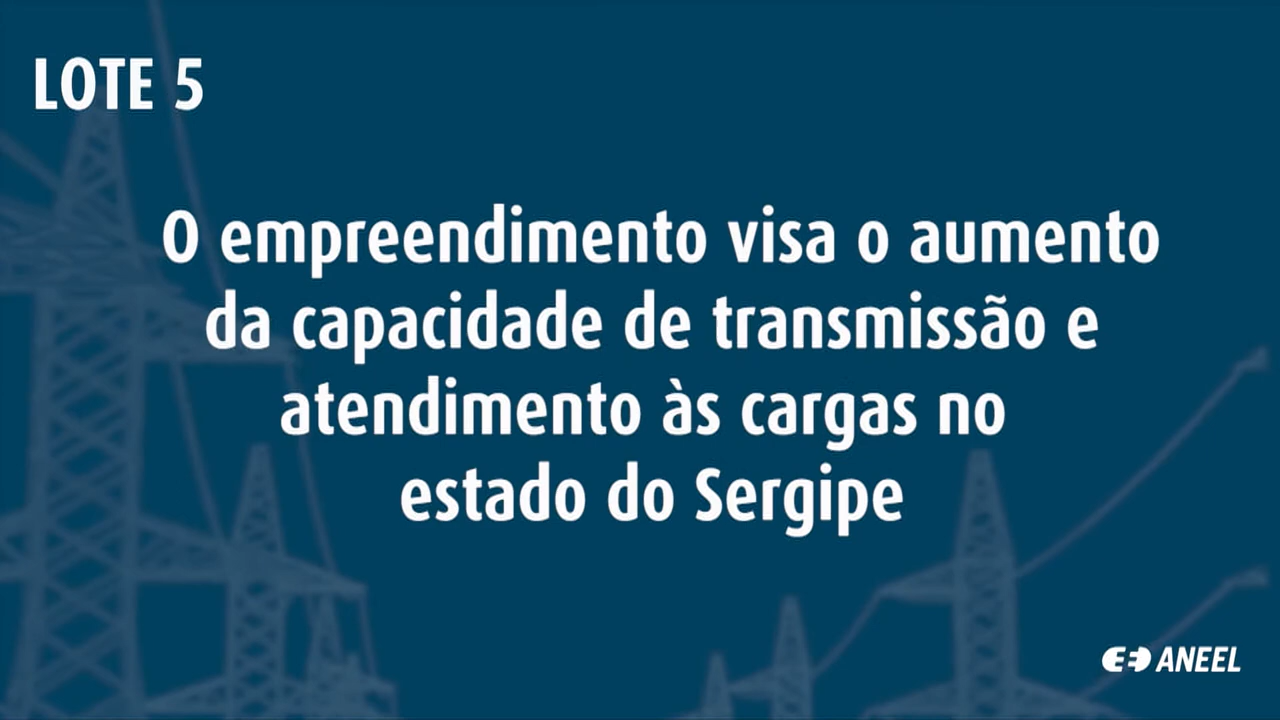 LOTE 5
O empreendimento visa o aumento
da capacidade de transmissão e
atendimento às cargas no
estado do Sergipe
ANEEL